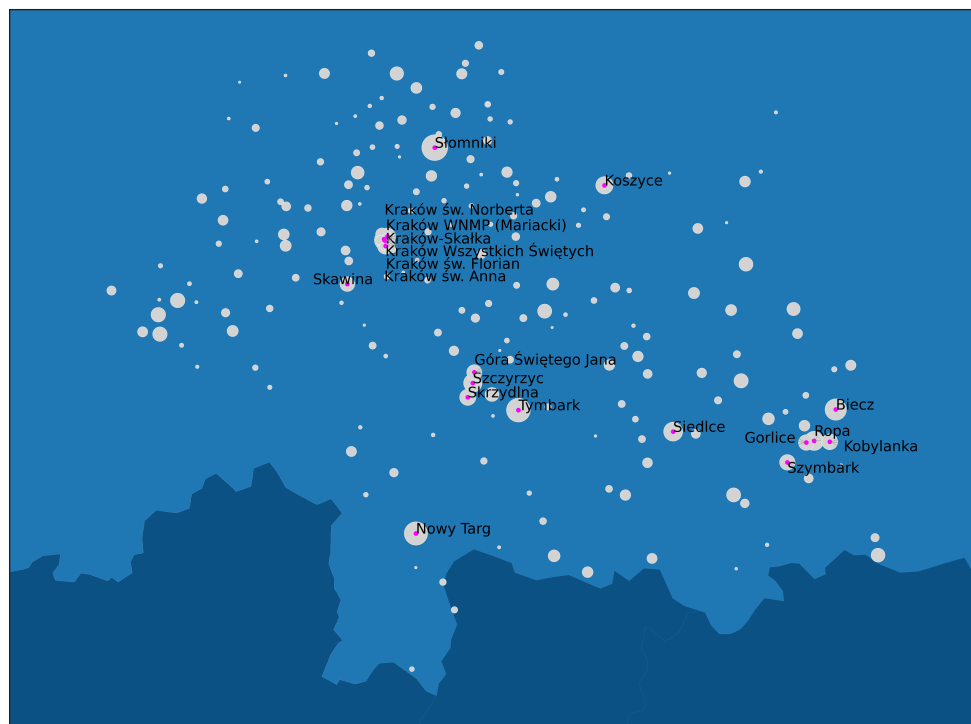 Słomniki
Koszyce
Kraków św. Norberta
Kraków WNMP (Mariacki)
Kraków-Skałka
Kraków Wszystkich Świętych
Kraków św. Florian
Kraków św. Anna
Skawina
Góra Świętego Jana
Szczyrzyc
Skrzydlna
Tymbark
Biecz
Siedlce
Ropa
Gorlice
Kobylanka
Szymbark
Nowy Targ